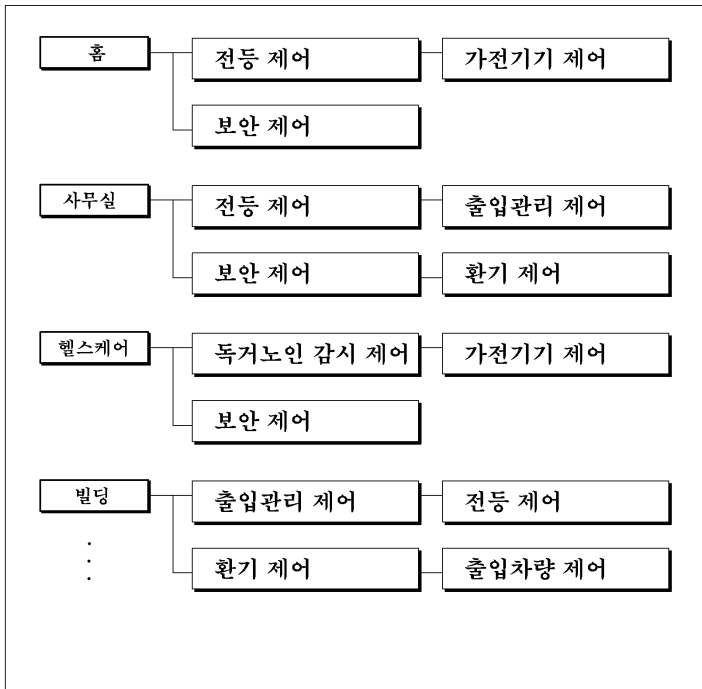 홈 전등 제어 가전기기 제어
보안 제어
사무실 전등 제어 출입관리 제어
보안 제어 환기 제어
헬스케어 독거노인 감시 제어 가전기기 제어
보안 제어
빌딩 출입관리 제어 전등 제어
환기 제어 출입차량 제어